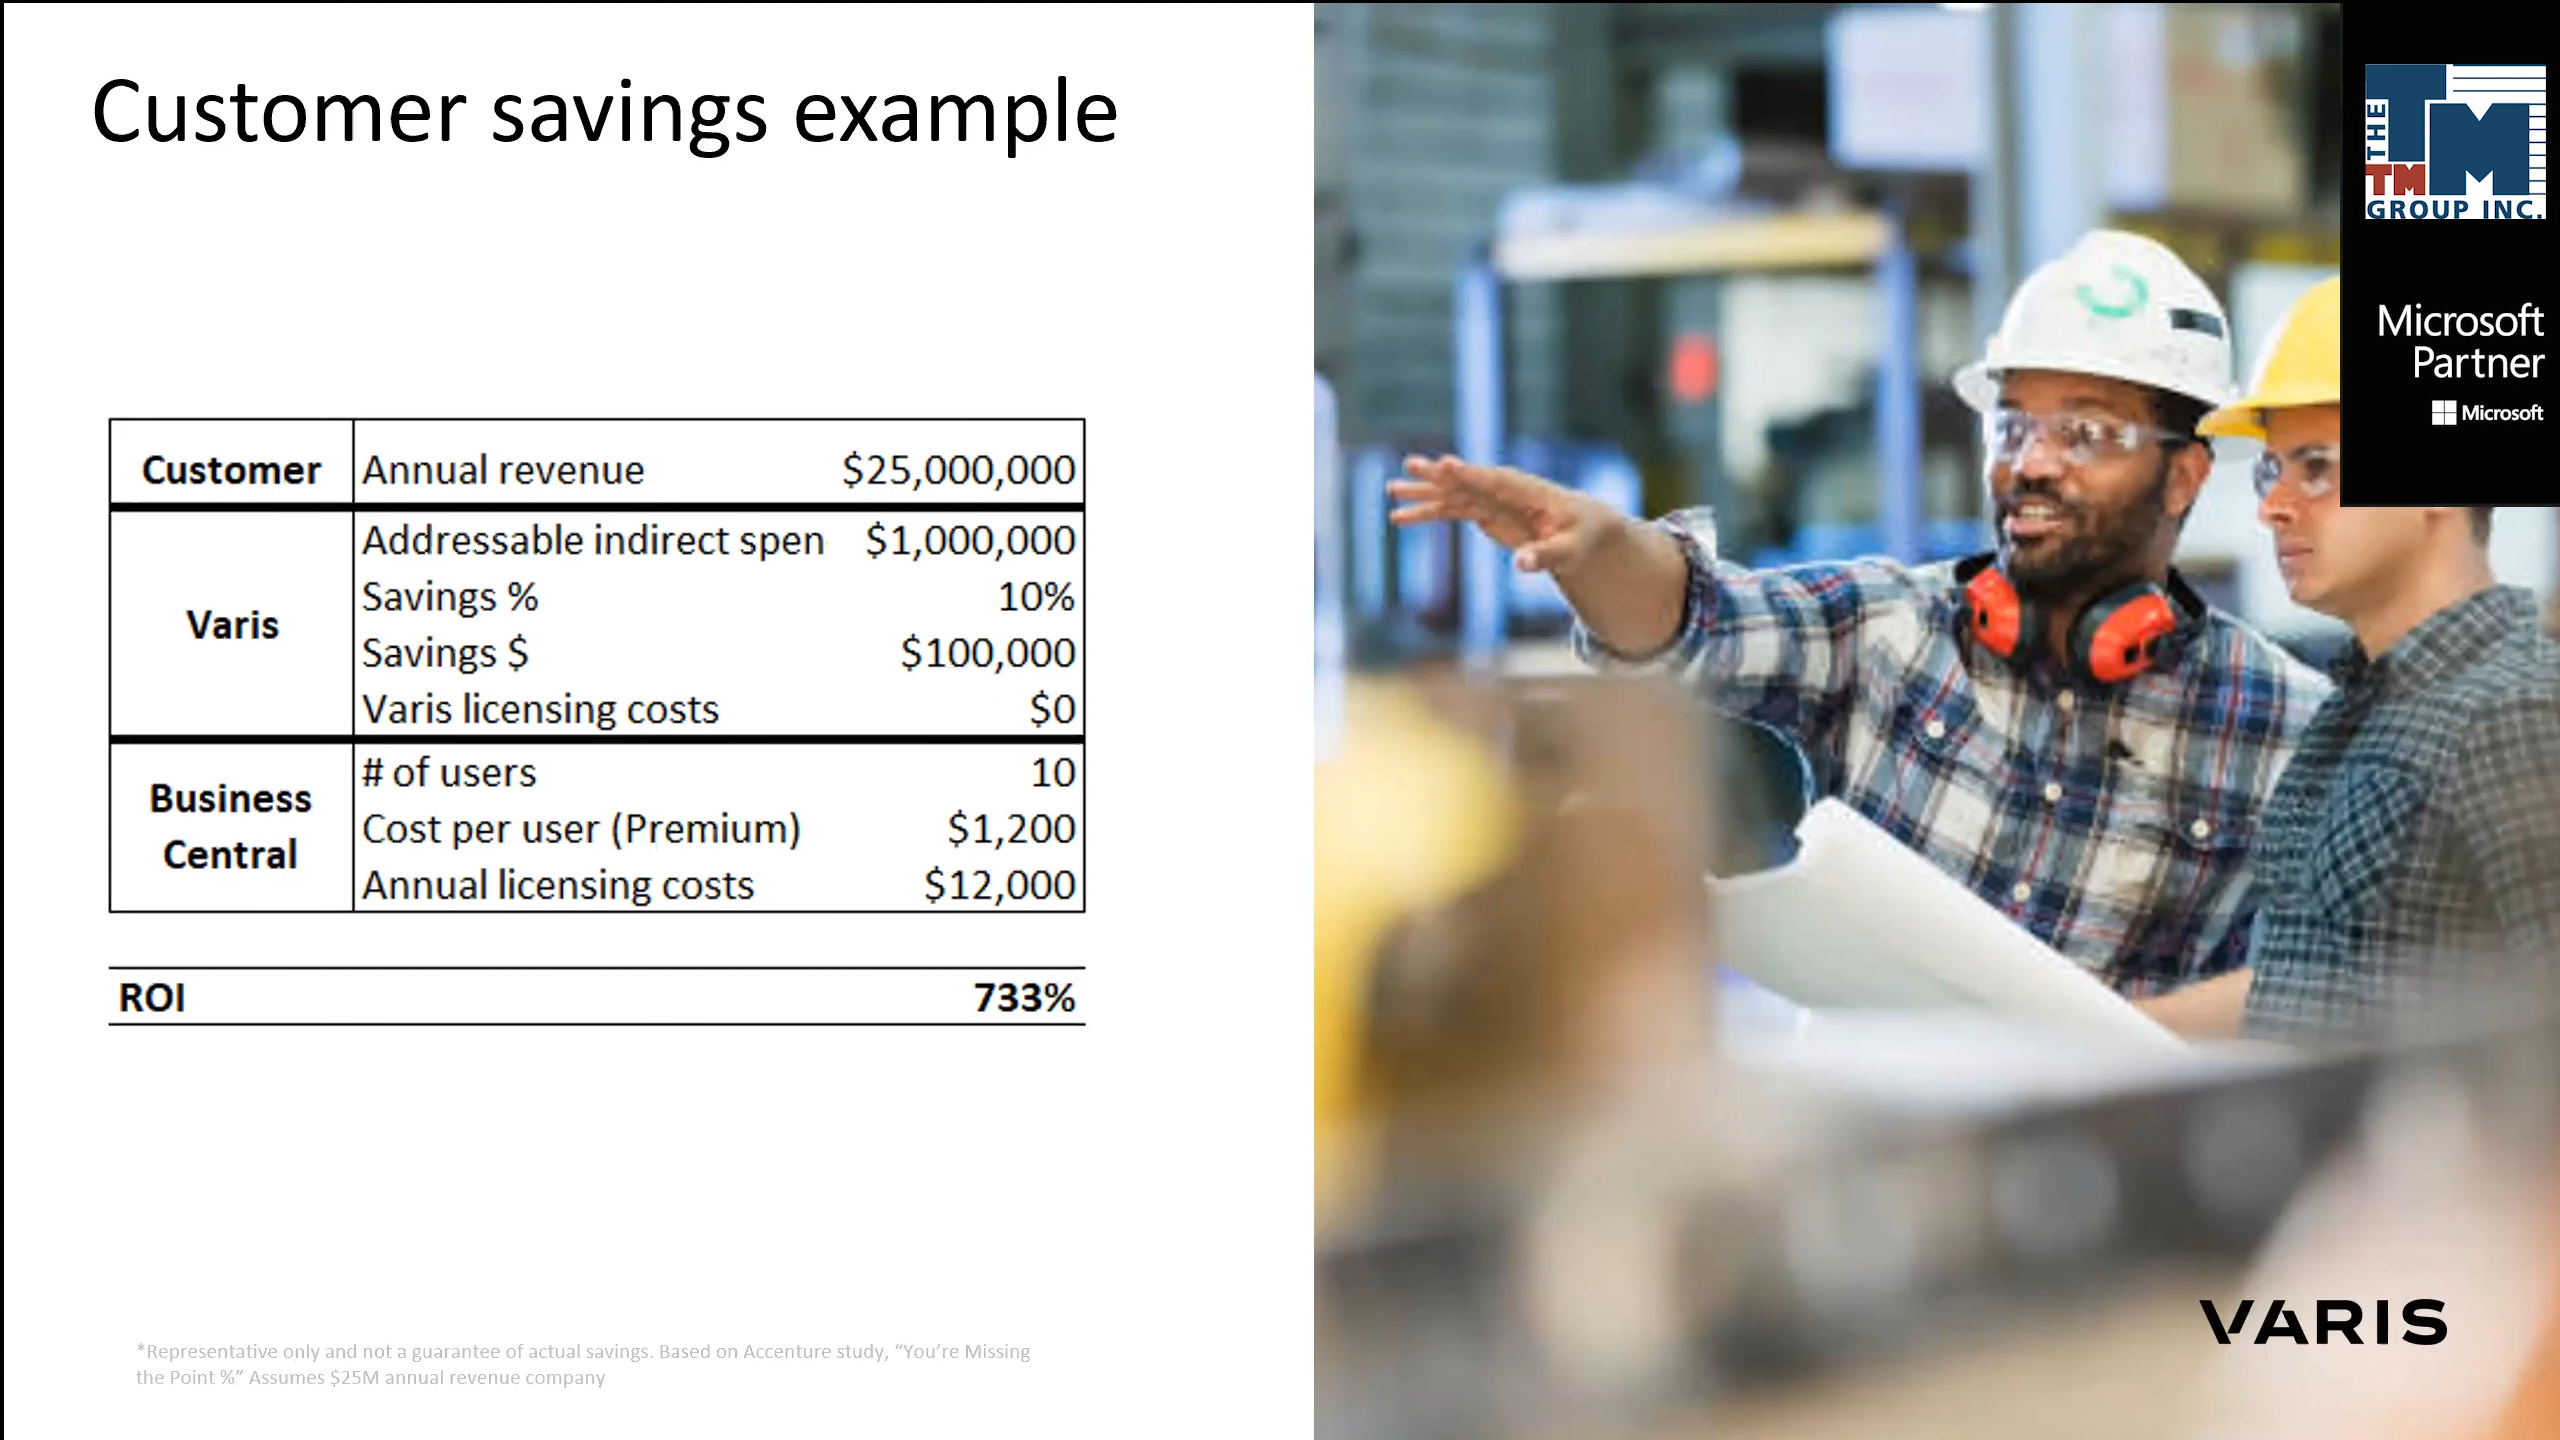 Customer savings example
THE
TM
TM
GROUP INC.
Microsoft
Partner
Microsoft
Customer Annual revenue $25,000,000
Addressable indirect spen $1,000,000
Savings % 10%
Varis
Savings $ $100,000
Varis licensing costs $0
# of users 10
Business
Cost per user (Premium) $1,200
Central
Annual licensing costs $12,000
ROI 733%
VARIS
*Representative only and not a guarantee of actual savings. Based on Accenture study, “You’re Missing
the Point %” Assumes $25M annual revenue company